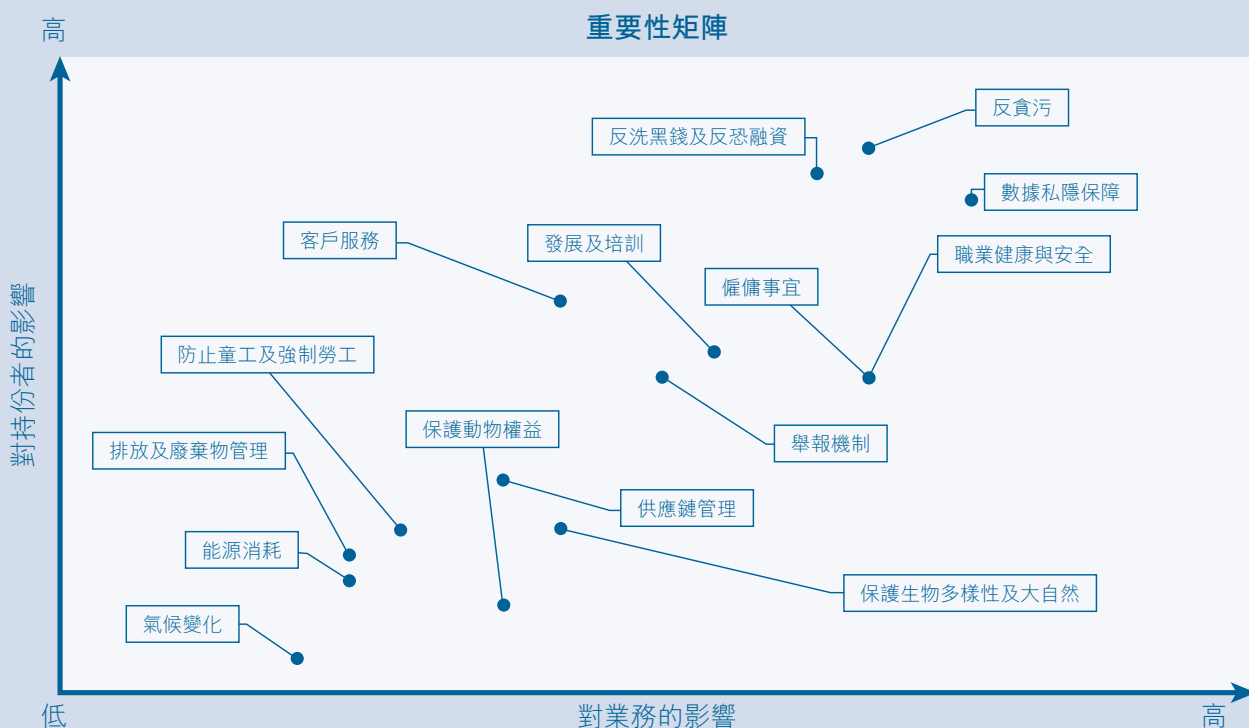 高
重要性矩陣
反貪污
反洗黑錢及反恐融資
數據私隱保障
客戶服務
發展及培訓
職業健康與安全
僱傭事宜
對持份者的影響
防止童工及強制勞工
保護動物權益
排放及廢棄物管理
舉報機制
供應鏈管理
能源消耗
保護生物多樣性及大自然
氣候變化
低
對業務的影響
高